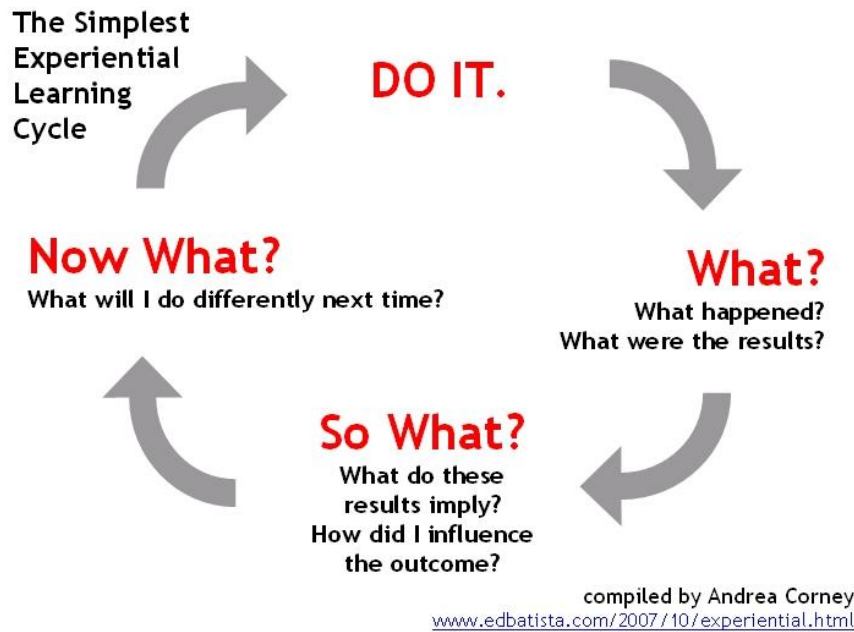 The Simplest
Experiential
Learning
Cycle
DO IT.
What?
What happened?
What were the results?
So What?
What do these
results imply?
How did I influence
the outcome?
Now What?
What will I do differently next time?
compiled by Andrea Corney
www.edbatista.com/2007/10/experiential.html